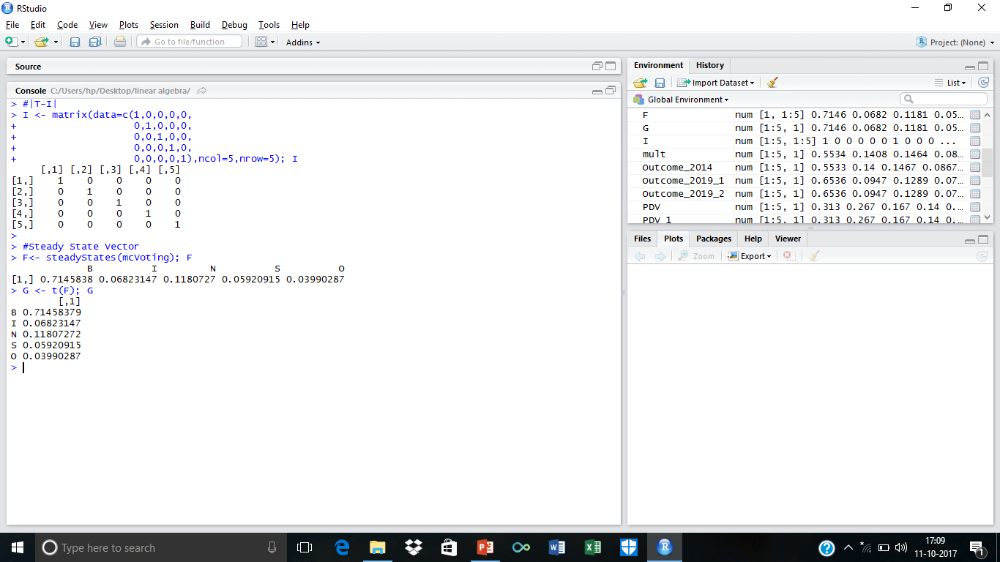 RStudio
File Edit Code View Plots Session Build Debug Tools Help
Go to file/function Addins Project: (None)
Source
Console C:/Users/hp/Desktop/linear algebra/
> #|T-I|
> I <- matrix(data=c(1,0,0,0,0,
+ 0,1,0,0,0,
+ 0,0,1,0,0,
+ 0,0,0,1,0,
+ 0,0,0,0,1),ncol=5,nrow=5); I
[,1] [,2] [,3] [,4] [,5]
[1,] 1 0 0 0 0
[2,] 0 1 0 0 0
[3,] 0 0 1 0 0
[4,] 0 0 0 1 0
[5,] 0 0 0 0 1
>
> #Steady State Vector
> F<- steadyStates(mcVoting); F
B I N S O
[1,] 0.7145838 0.06823147 0.1180727 0.05920915 0.03990287
> G <- t(F); G
[,1]
B 0.71458379
I 0.06823147
N 0.11807272
S 0.05920915
O 0.03990287
>
Environment History
Import Dataset List
Global Environment
F num [1, 1:5] 0.7146 0.0682 0.1181 0.05…
G num [1:5, 1] 0.7146 0.0682 0.1181 0.05…
I num [1:5, 1:5] 1 0 0 0 0 0 1 0 0 0 ...
mult num [1:5, 1] 0.5534 0.1408 0.1464 0.08…
Outcome_2014 num [1:5, 1] 0.5533 0.14 0.1467 0.0867…
Outcome_2019_1 num [1:5, 1] 0.6536 0.0947 0.1289 0.07…
Outcome_2019_2 num [1:5, 1] 0.6536 0.0947 0.1289 0.07…
PDV num [1:5, 1] 0.313 0.267 0.167 0.14 0.…
PDV_1 num [1:5, 1] 0.313 0.267 0.167 0.14 0.…
Files Plots Packages Help Viewer
Zoom Export
Type here to search
17:09
11-10-2017
1